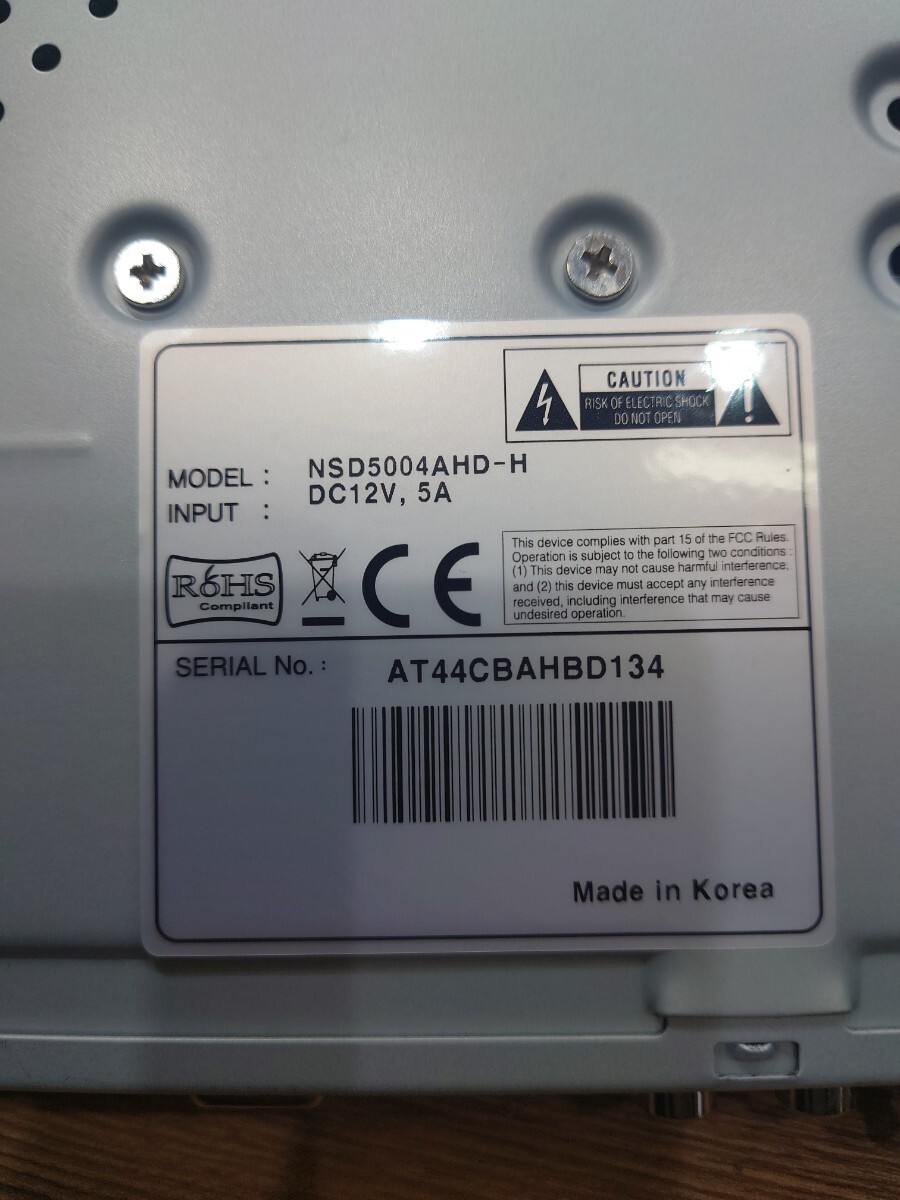 CAUTION
RISK OF ELECTRIC SHOCK
DO NOT OPEN
MODEL : NSD5004AHD-H
INPUT : DC12V, 5A
RoHS
Compliant
CE
This device complies with part 15 of the FCC Rules.
Operation is subject to the following two conditions :
(1) This device may not cause harmful interference,
and (2) this device must accept any interference
received, including interference that may cause
undesired operation.
SERIAL No. : AT44CBAHBD134
Made in Korea